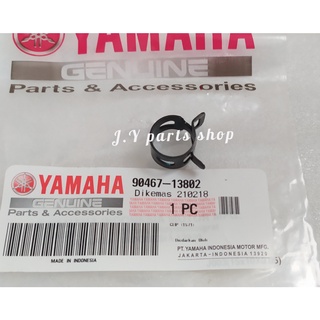 YAMAHA
GENUINE
Parts & Accessories
J.Y parts shop
YAMAHA
GENUINE
Parts & Accessories
MADE IN INDONESIA
90467-13802
Dikemas 210218
1 PC
PT. YAMAHA INDONESIA MOTOR MFG.
JAKARTA-INDONESIA 13920